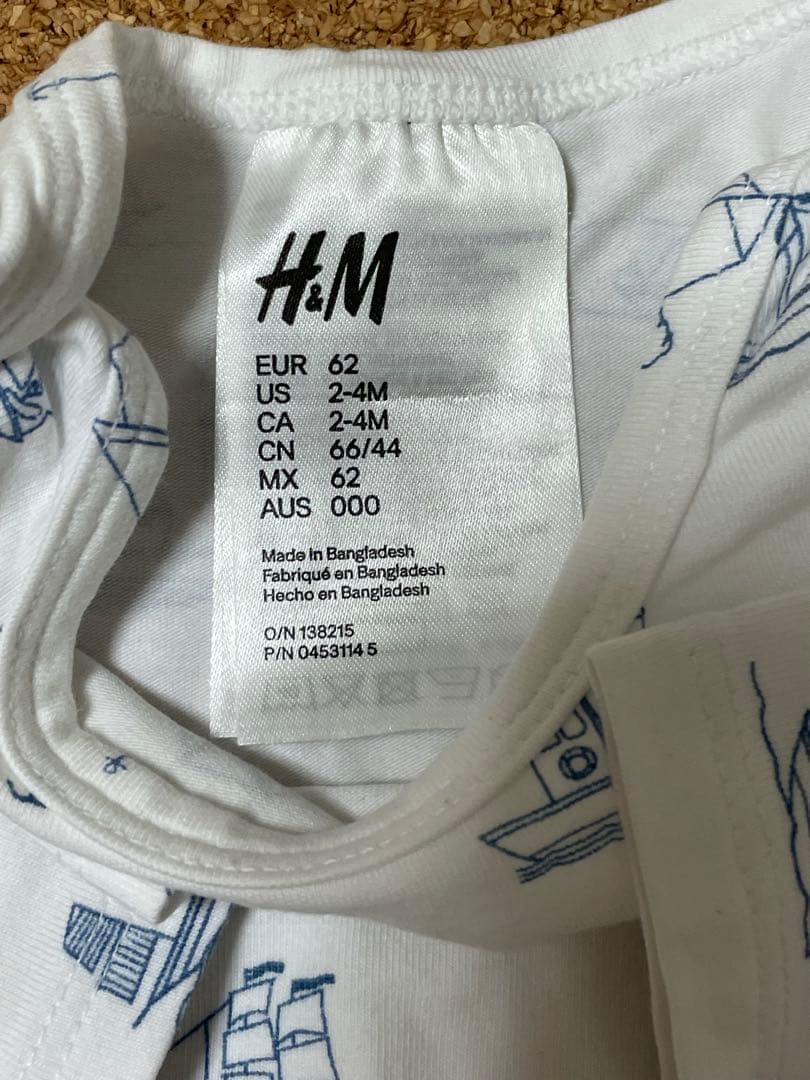 H&M
EUR 62
US 2-4M
CA 2-4M
CN 66/44
MX 62
AUS 000
Made in Bangladesh
Fabriqué en Bangladesh
Hecho en Bangladesh
O/N 138215
P/N 0453114 5